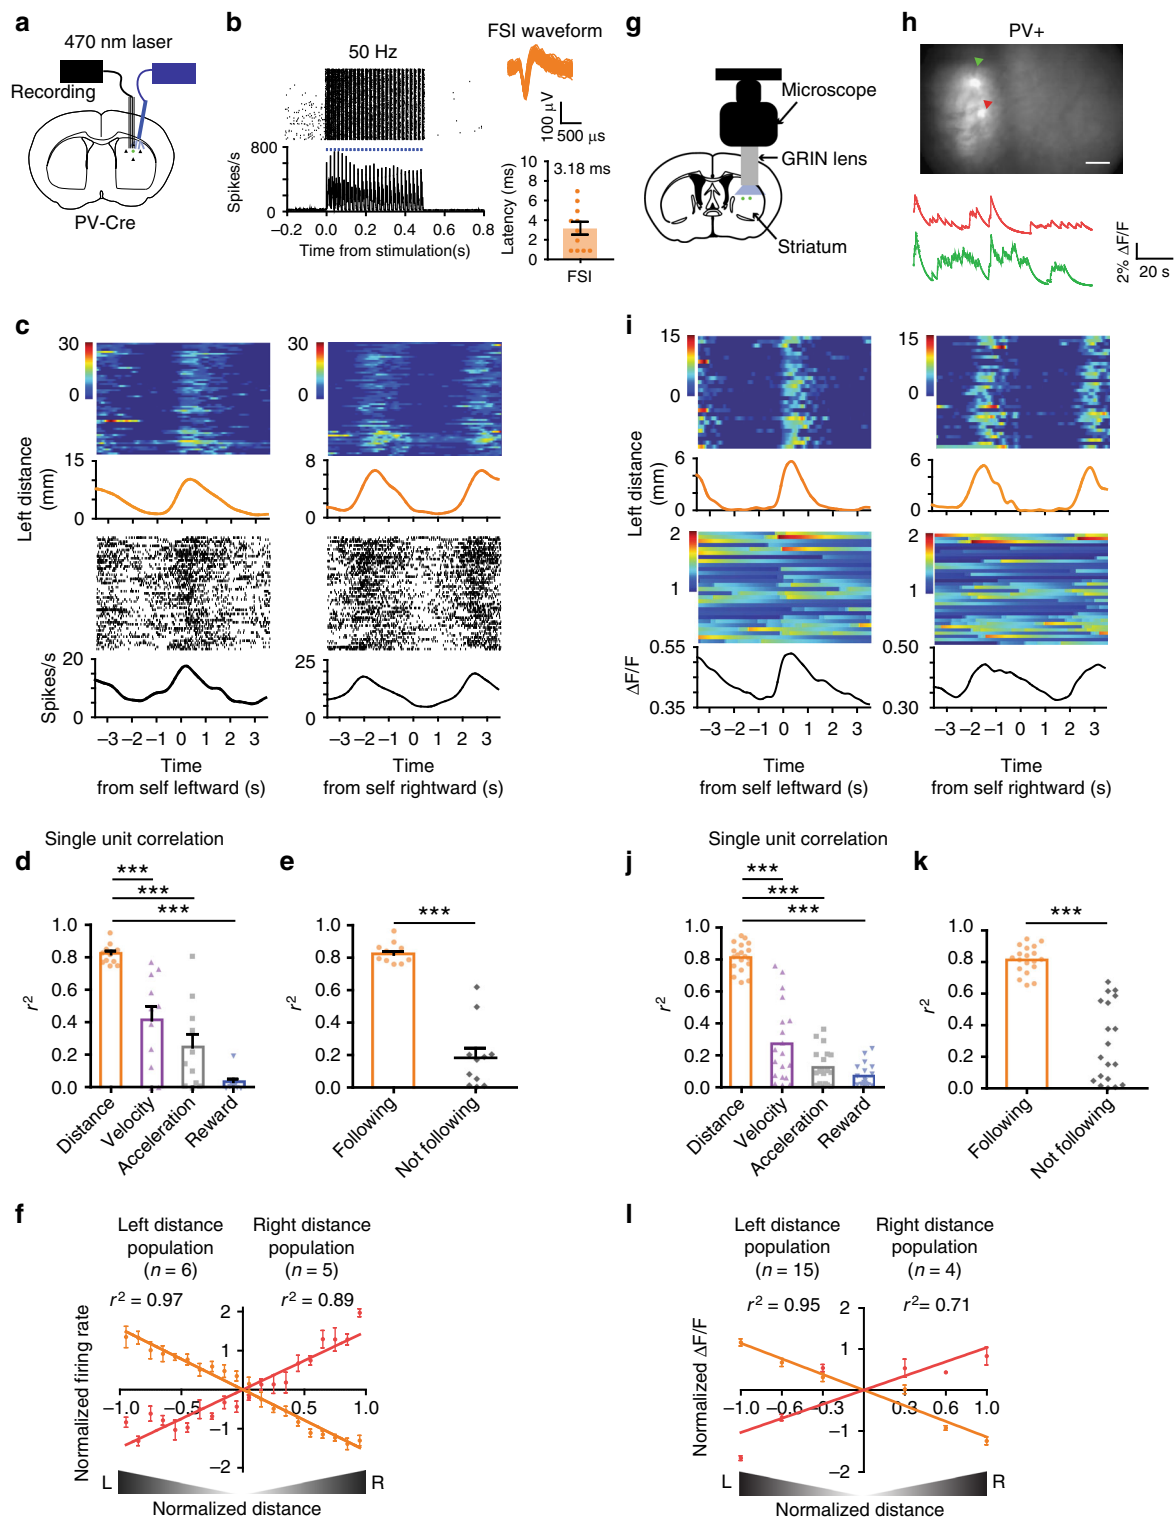 a
470 nm laser
Recording
PV-Cre
b
50 Hz
FSI waveform
100 µV
500 µs
800
400
0
Spikes/s
−0.2 0.0 0.2 0.4 0.6 0.8
Time from stimulation(s)
3.18 ms
10
8
6
4
2
0
Latency (ms)
FSI
g
Microscope
GRIN lens
Striatum
h
PV+
2% ΔF/F
20 s
c
30
0
30
0
Left distance
(mm)
15
0
8
0
Spikes/s
20
0
25
0
−3 −2 −1 0 1 2 3
−3 −2 −1 0 1 2 3
Time
from self leftward (s)
Time
from self rightward (s)
i
15
0
15
0
Left distance
(mm)
6
0
6
0
2
1
2
1
ΔF/F
0.55
0.35
0.50
0.30
−3 −2 −1 0 1 2 3
−3 −2 −1 0 1 2 3
Time
from self leftward (s)
Time
from self rightward (s)
d
Single unit correlation
***
***
***
1.0
0.8
0.6
0.4
0.2
0.0
r²
Distance
Velocity
Acceleration
Reward
e
***
1.0
0.8
0.6
0.4
0.2
0.0
r²
Following
Not following
j
Single unit correlation
***
***
***
1.0
0.8
0.6
0.4
0.2
0.0
r²
Distance
Velocity
Acceleration
Reward
k
***
1.0
0.8
0.6
0.4
0.2
0.0
r²
Following
Not following
f
Left distance
population
(n = 6)
Right distance
population
(n = 5)
r² = 0.97
r² = 0.89
Normalized firing rate
2
1
−1
−2
−1.0 −0.5 0.5 1.0
L
R
Normalized distance
l
Left distance
population
(n = 15)
Right distance
population
(n = 4)
r² = 0.95
r²= 0.71
Normalized ΔF/F
2
1
−1
−2
−1.0 −0.6 −0.3 0.3 0.6 1.0
L
R
Normalized distance